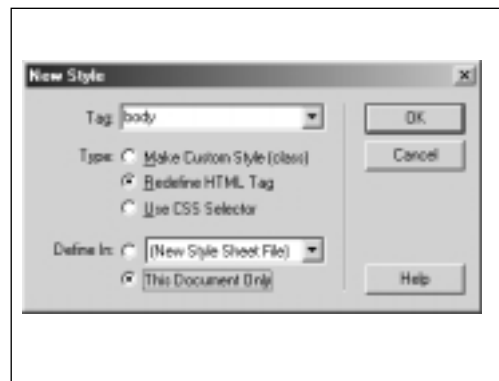 New Style
Tag: body
OK
Type: Make Custom Style (class)
Cancel
Redefine HTML Tag
Use CSS Selector
Define In: (New Style Sheet File)
This Document Only
Help